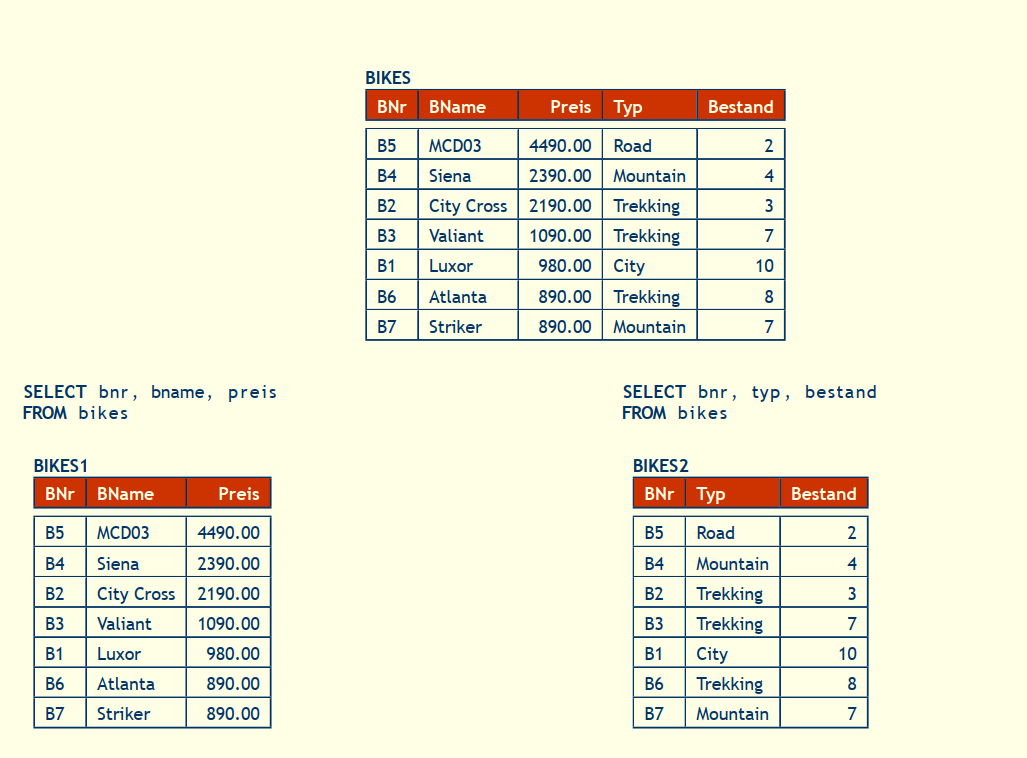 BIKES
BNr BName Preis Typ Bestand
B5 MCD03 4490.00 Road 2
B4 Siena 2390.00 Mountain 4
B2 City Cross 2190.00 Trekking 3
B3 Valiant 1090.00 Trekking 7
B1 Luxor 980.00 City 10
B6 Atlanta 890.00 Trekking 8
B7 Striker 890.00 Mountain 7
SELECT bnr, bname, preis
FROM bikes
BIKES1
BNr BName Preis
B5 MCD03 4490.00
B4 Siena 2390.00
B2 City Cross 2190.00
B3 Valiant 1090.00
B1 Luxor 980.00
B6 Atlanta 890.00
B7 Striker 890.00
SELECT bnr, typ, bestand
FROM bikes
BIKES2
BNr Typ Bestand
B5 Road 2
B4 Mountain 4
B2 Trekking 3
B3 Trekking 7
B1 City 10
B6 Trekking 8
B7 Mountain 7